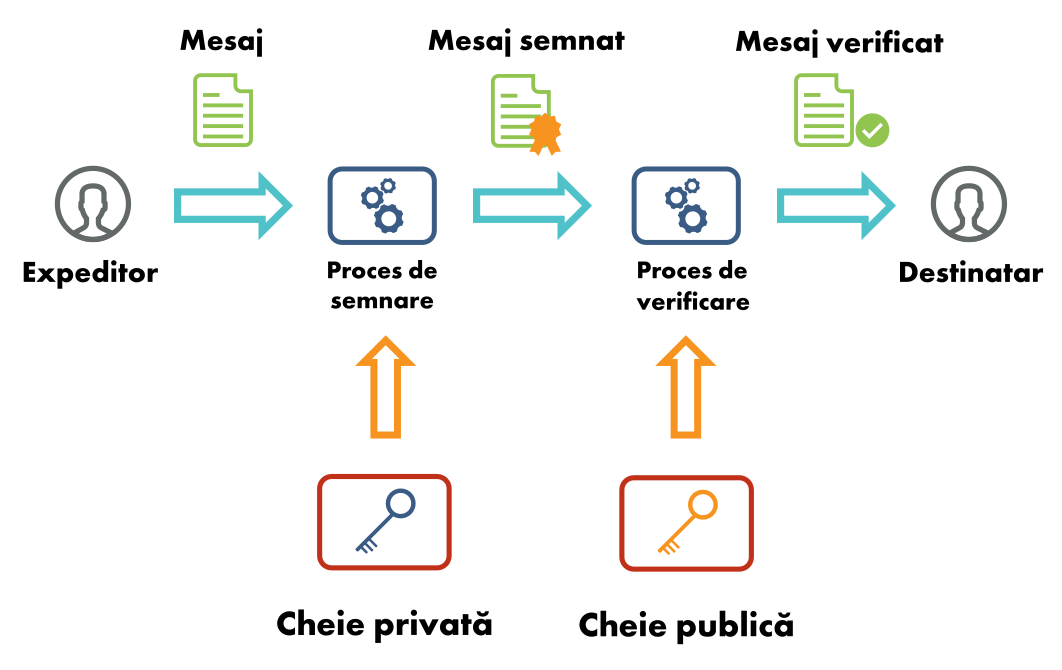 Mesaj
Mesaj semnat
Mesaj verificat
Expeditor
Proces de
semnare
Proces de
verificare
Destinatar
Cheie privată
Cheie publică